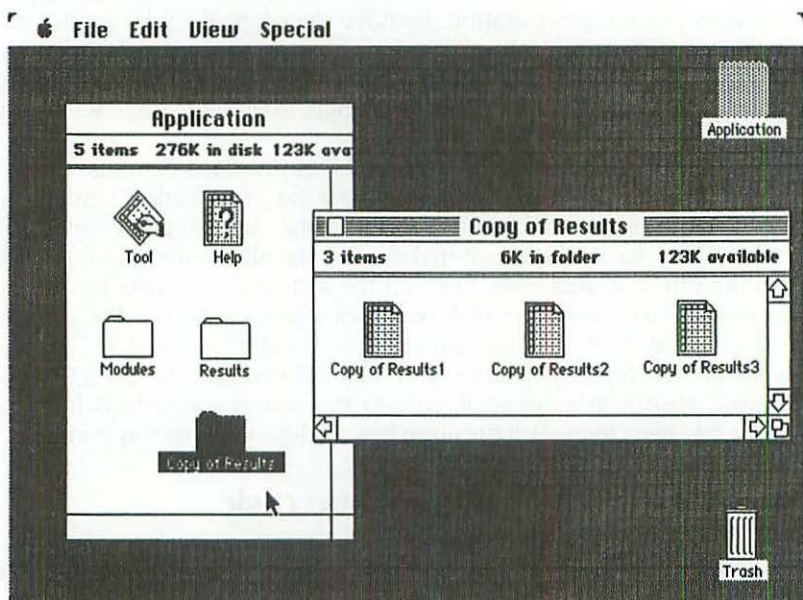 File Edit View Special
Application
5 items 276K in disk 123K ava
Tool Help
Modules Results
Copy of Results
Copy of Results
3 items 6K in folder 123K available
Copy of Results1 Copy of Results2 Copy of Results3
Application
Trash